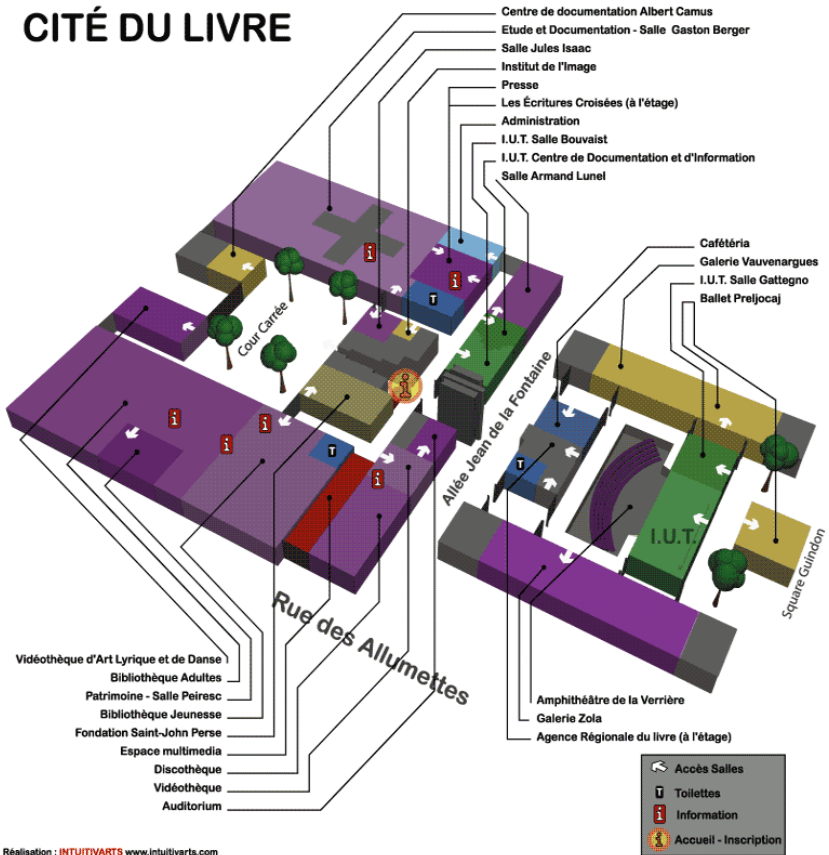 CITÉ DU LIVRE
Centre de documentation Albert Camus
Etude et Documentation - Salle Gaston Berger
Salle Jules Isaac
Institut de l'Image
Presse
Les Écritures Croisées (à l'étage)
Administration
I.U.T. Salle Bouvaist
I.U.T. Centre de Documentation et d'Information
Salle Armand Lunel
Cafétéria
Galerie Vauvenargues
I.U.T. Salle Gattegno
Ballet Preljocaj
i
i
T
Cour Carrée
i
Allée Jean de la Fontaine
i
i
i
T
i
T
I.U.T.
Square Guindon
Rue des Allumettes
Vidéothèque d'Art Lyrique et de Danse
Bibliothèque Adultes
Patrimoine - Salle Peiresc
Bibliothèque Jeunesse
Fondation Saint-John Perse
Espace multimedia
Discothèque
Vidéothèque
Auditorium
Amphithéâtre de la Verrière
Galerie Zola
Agence Régionale du livre (à l'étage)
Accès Salles
T Toilettes
i Information
i Accueil - Inscription
Réalisation : INTUITIVARTS www.intuitivarts.com